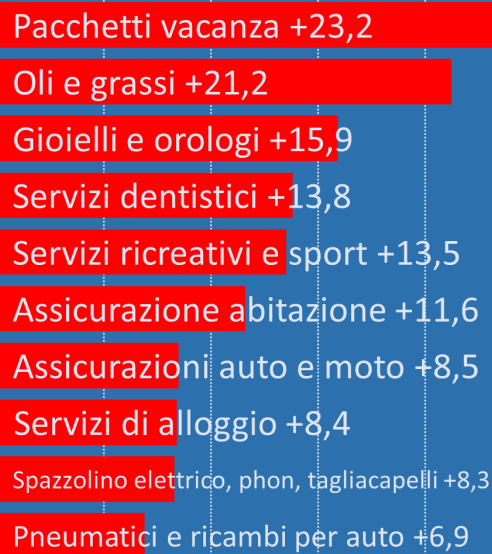 Pacchetti vacanza +23,2
Oli e grassi +21,2
Gioielli e orologi +15,9
Servizi dentistici +13,8
Servizi ricreativi e sport +13,5
Assicurazione abitazione +11,6
Assicurazioni auto e moto +8,5
Servizi di alloggio +8,4
Spazzolino elettrico, phon, tagliacapelli +8,3
Pneumatici e ricambi per auto +6,9